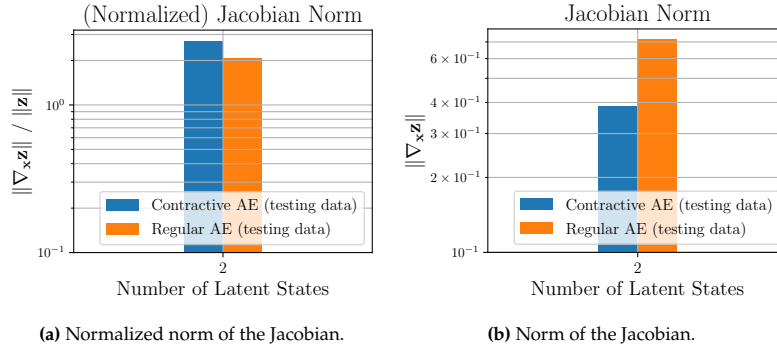 (Normalized) Jacobian Norm
‖∇ₓz‖ / ‖z‖
10⁰
10⁻¹
Contractive AE (testing data)
Regular AE (testing data)
2
Number of Latent States
(a) Normalized norm of the Jacobian.
Jacobian Norm
‖∇ₓz‖
6 × 10⁻¹
4 × 10⁻¹
3 × 10⁻¹
2 × 10⁻¹
10⁻¹
Contractive AE (testing data)
Regular AE (testing data)
2
Number of Latent States
(b) Norm of the Jacobian.